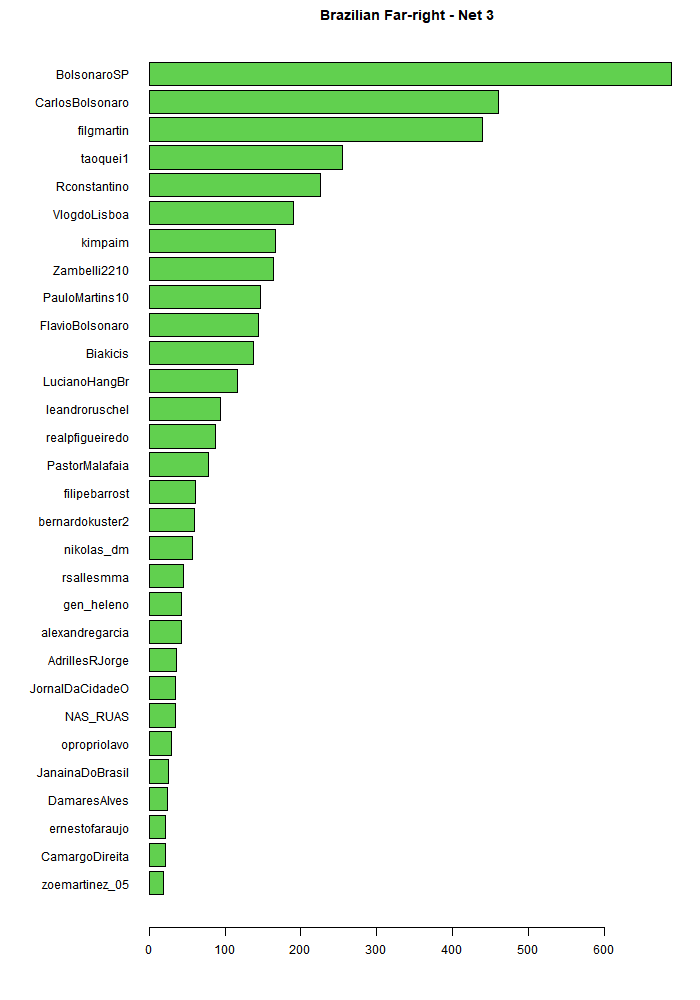 Brazilian Far-right - Net 3
BolsonaroSP
CarlosBolsonaro
filgmartin
taoquei1
Rconstantino
VlogdoLisboa
kimpaim
Zambelli2210
PauloMartins10
FlavioBolsonaro
Biakicis
LucianoHangBr
leandroruschel
realpfigueiredo
PastorMalafaia
filipebarrost
bernardokuster2
nikolas_dm
rsallesmma
gen_heleno
alexandregarcia
AdrillesRJorge
JornalDaCidadeO
NAS_RUAS
opropriolavo
JanainaDoBrasil
DamaresAlves
ernestofaraujo
CamargoDireita
zoemartinez_05
0 100 200 300 400 500 600